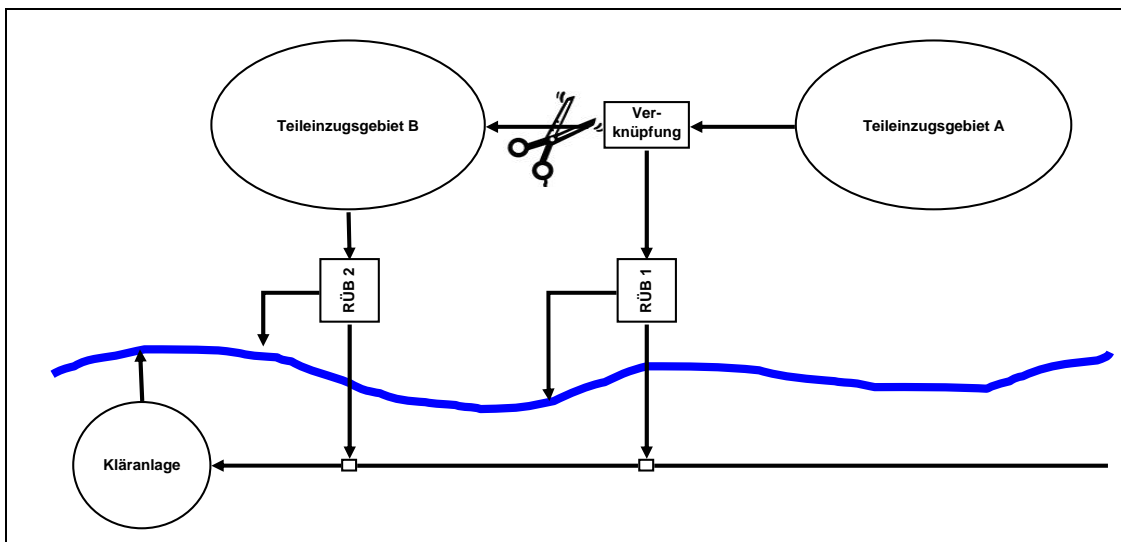 Teileinzugsgebiet B
Ver-
knüpfung
Teileinzugsgebiet A
RÜB 2
RÜB 1
Kläranlage